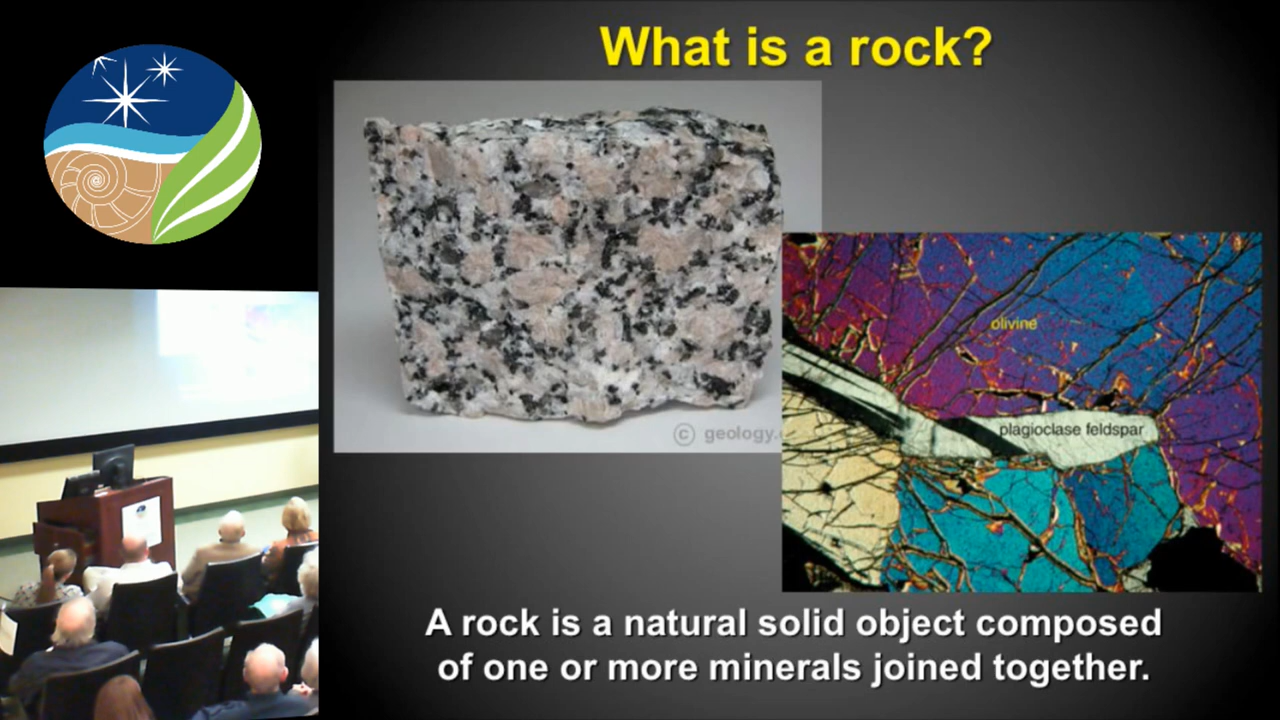 What is a rock?
© geology.
olivine
plagioclase feldspar
A rock is a natural solid object composed
of one or more minerals joined together.